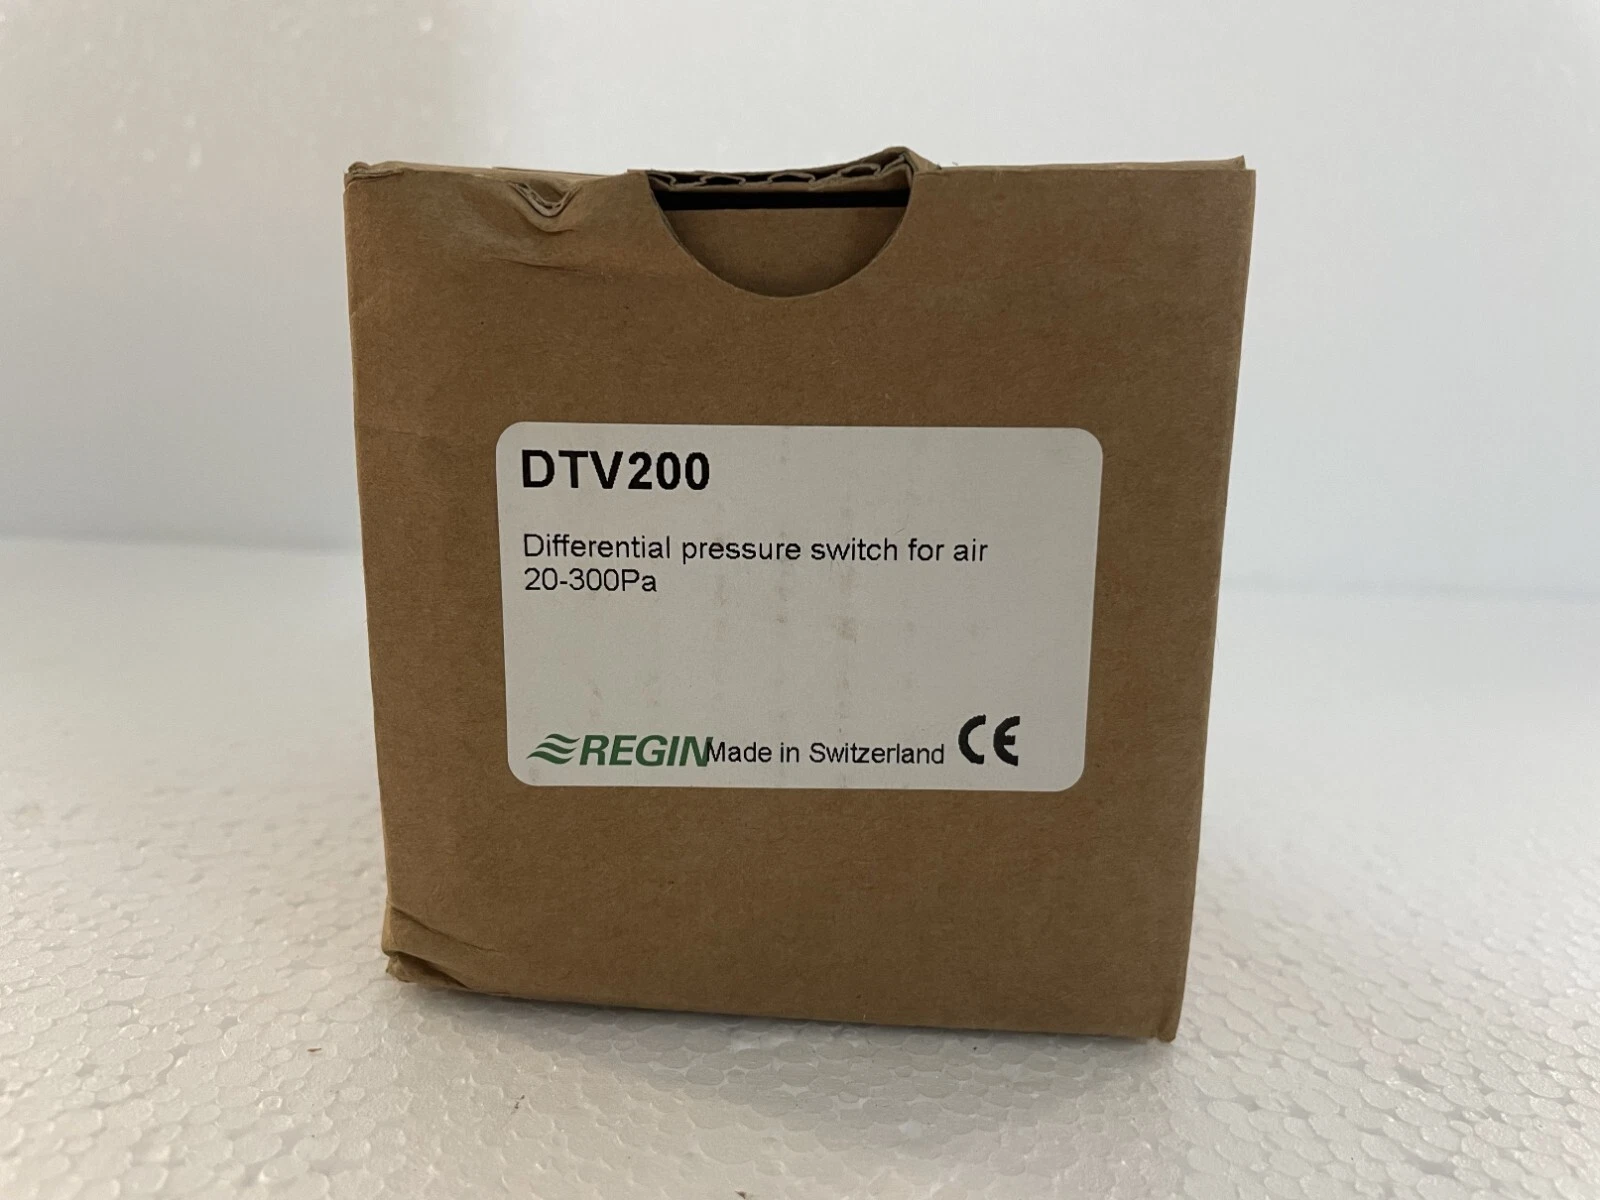 DTV200
Differential pressure switch for air
20-300Pa
REGIN Made in Switzerland CE